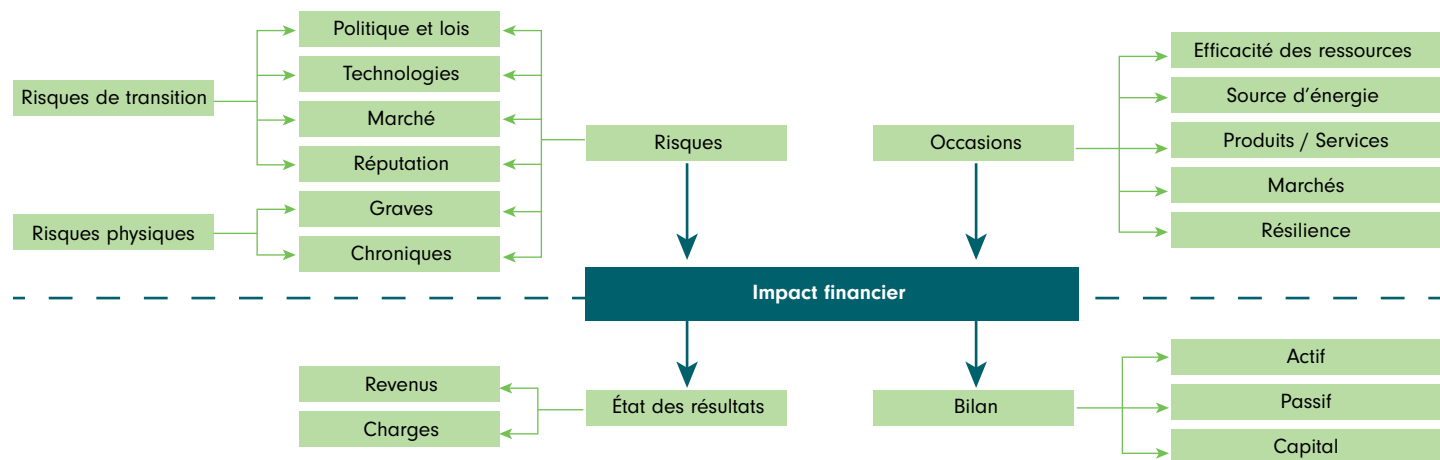 Risques de transition
Risques physiques
Politique et lois
Technologies
Marché
Réputation
Graves
Chroniques
Risques
Occasions
Efficacité des ressources
Source d’énergie
Produits / Services
Marchés
Résilience
Impact financier
Revenus
Charges
État des résultats
Bilan
Actif
Passif
Capital